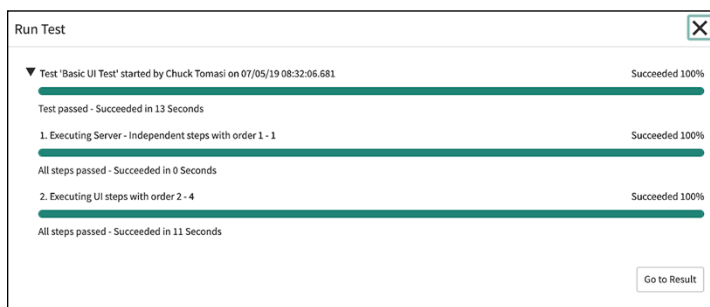 Run Test
Test 'Basic UI Test' started by Chuck Tomasi on 07/05/19 08:32:06.681 Succeeded 100%
Test passed - Succeeded in 13 Seconds
1. Executing Server - Independent steps with order 1 - 1 Succeeded 100%
All steps passed - Succeeded in 0 Seconds
2. Executing UI steps with order 2 - 4 Succeeded 100%
All steps passed - Succeeded in 11 Seconds
Go to Result